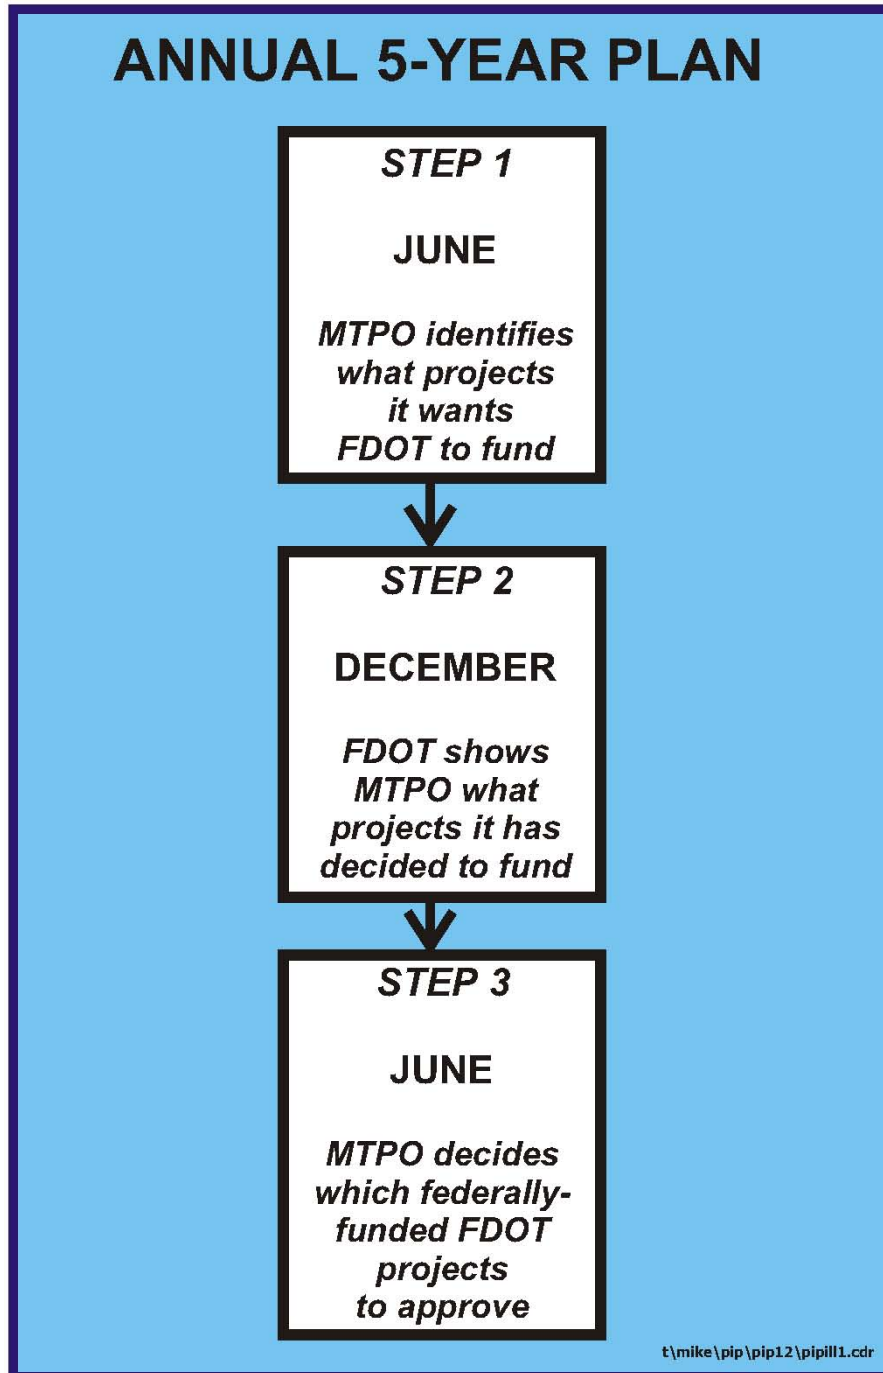 ANNUAL 5-YEAR PLAN
STEP 1
JUNE
MTPO identifies
what projects
it wants
FDOT to fund
STEP 2
DECEMBER
FDOT shows
MTPO what
projects it has
decided to fund
STEP 3
JUNE
MTPO decides
which federally-
funded FDOT
projects
to approve
t\mike\pip\pip12\pipill1.cdr